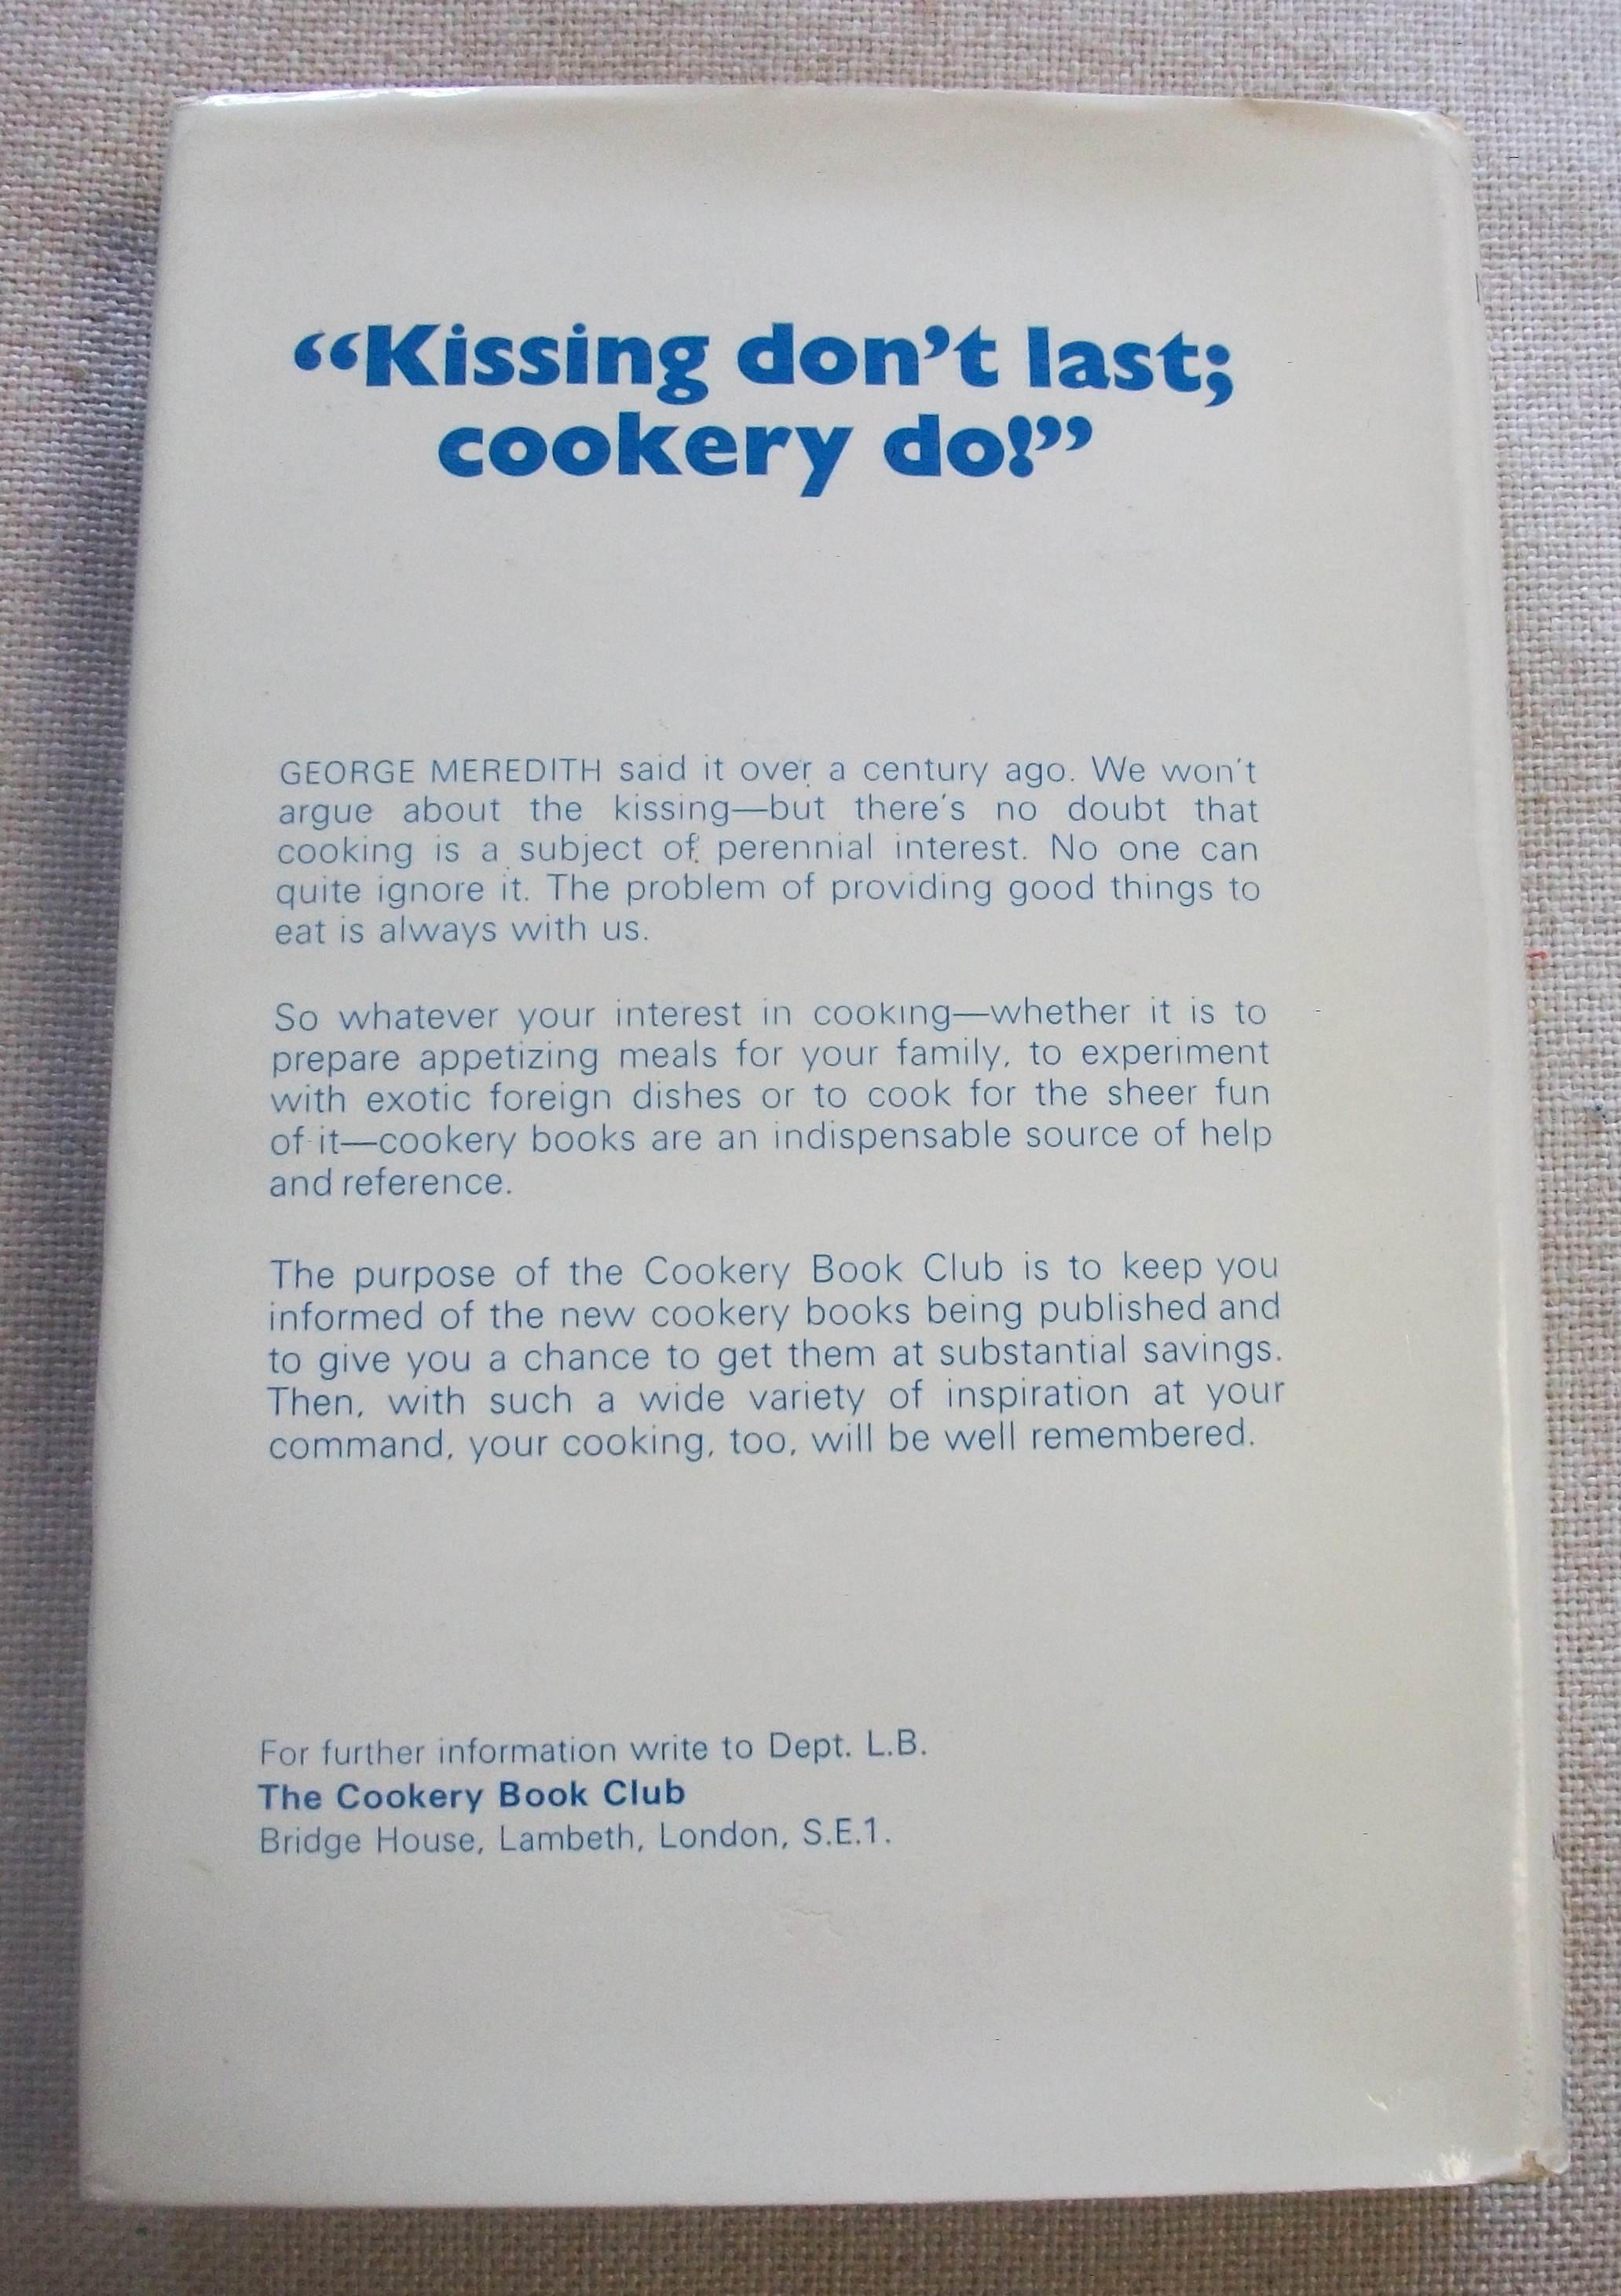 “Kissing don’t last;
cookery do!”
GEORGE MEREDITH said it over a century ago. We won't
argue about the kissing—but there's no doubt that
cooking is a subject of perennial interest. No one can
quite ignore it. The problem of providing good things to
eat is always with us.
So whatever your interest in cooking—whether it is to
prepare appetizing meals for your family, to experiment
with exotic foreign dishes or to cook for the sheer fun
of it—cookery books are an indispensable source of help
and reference.
The purpose of the Cookery Book Club is to keep you
informed of the new cookery books being published and
to give you a chance to get them at substantial savings.
Then, with such a wide variety of inspiration at your
command, your cooking, too, will be well remembered.
For further information write to Dept. L.B.
The Cookery Book Club
Bridge House, Lambeth, London, S.E.1.